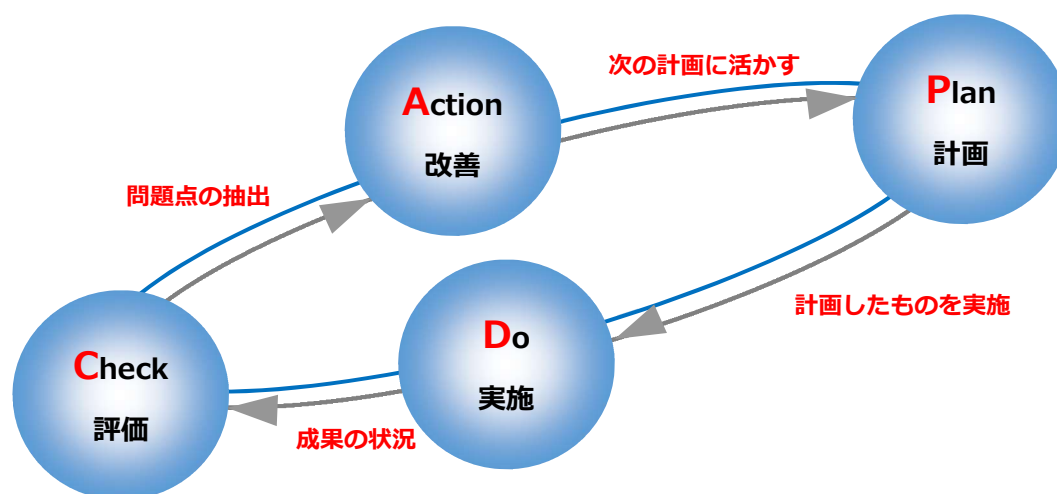 次の計画に活かす
Plan
計画
Action
改善
問題点の抽出
計画したものを実施
Do
実施
Check
評価
成果の状況